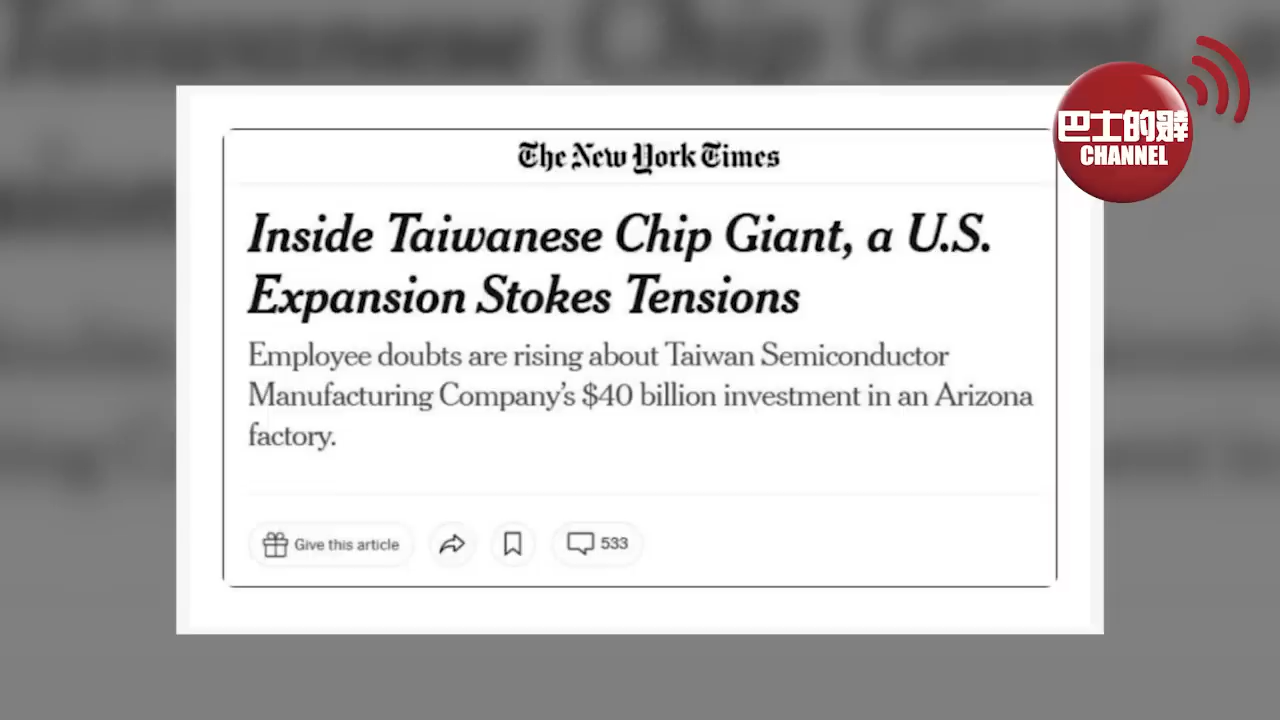 巴士的報
CHANNEL
The New York Times
Inside Taiwanese Chip Giant, a U.S.
Expansion Stokes Tensions
Employee doubts are rising about Taiwan Semiconductor
Manufacturing Company's $40 billion investment in an Arizona
factory.
Give this article
533